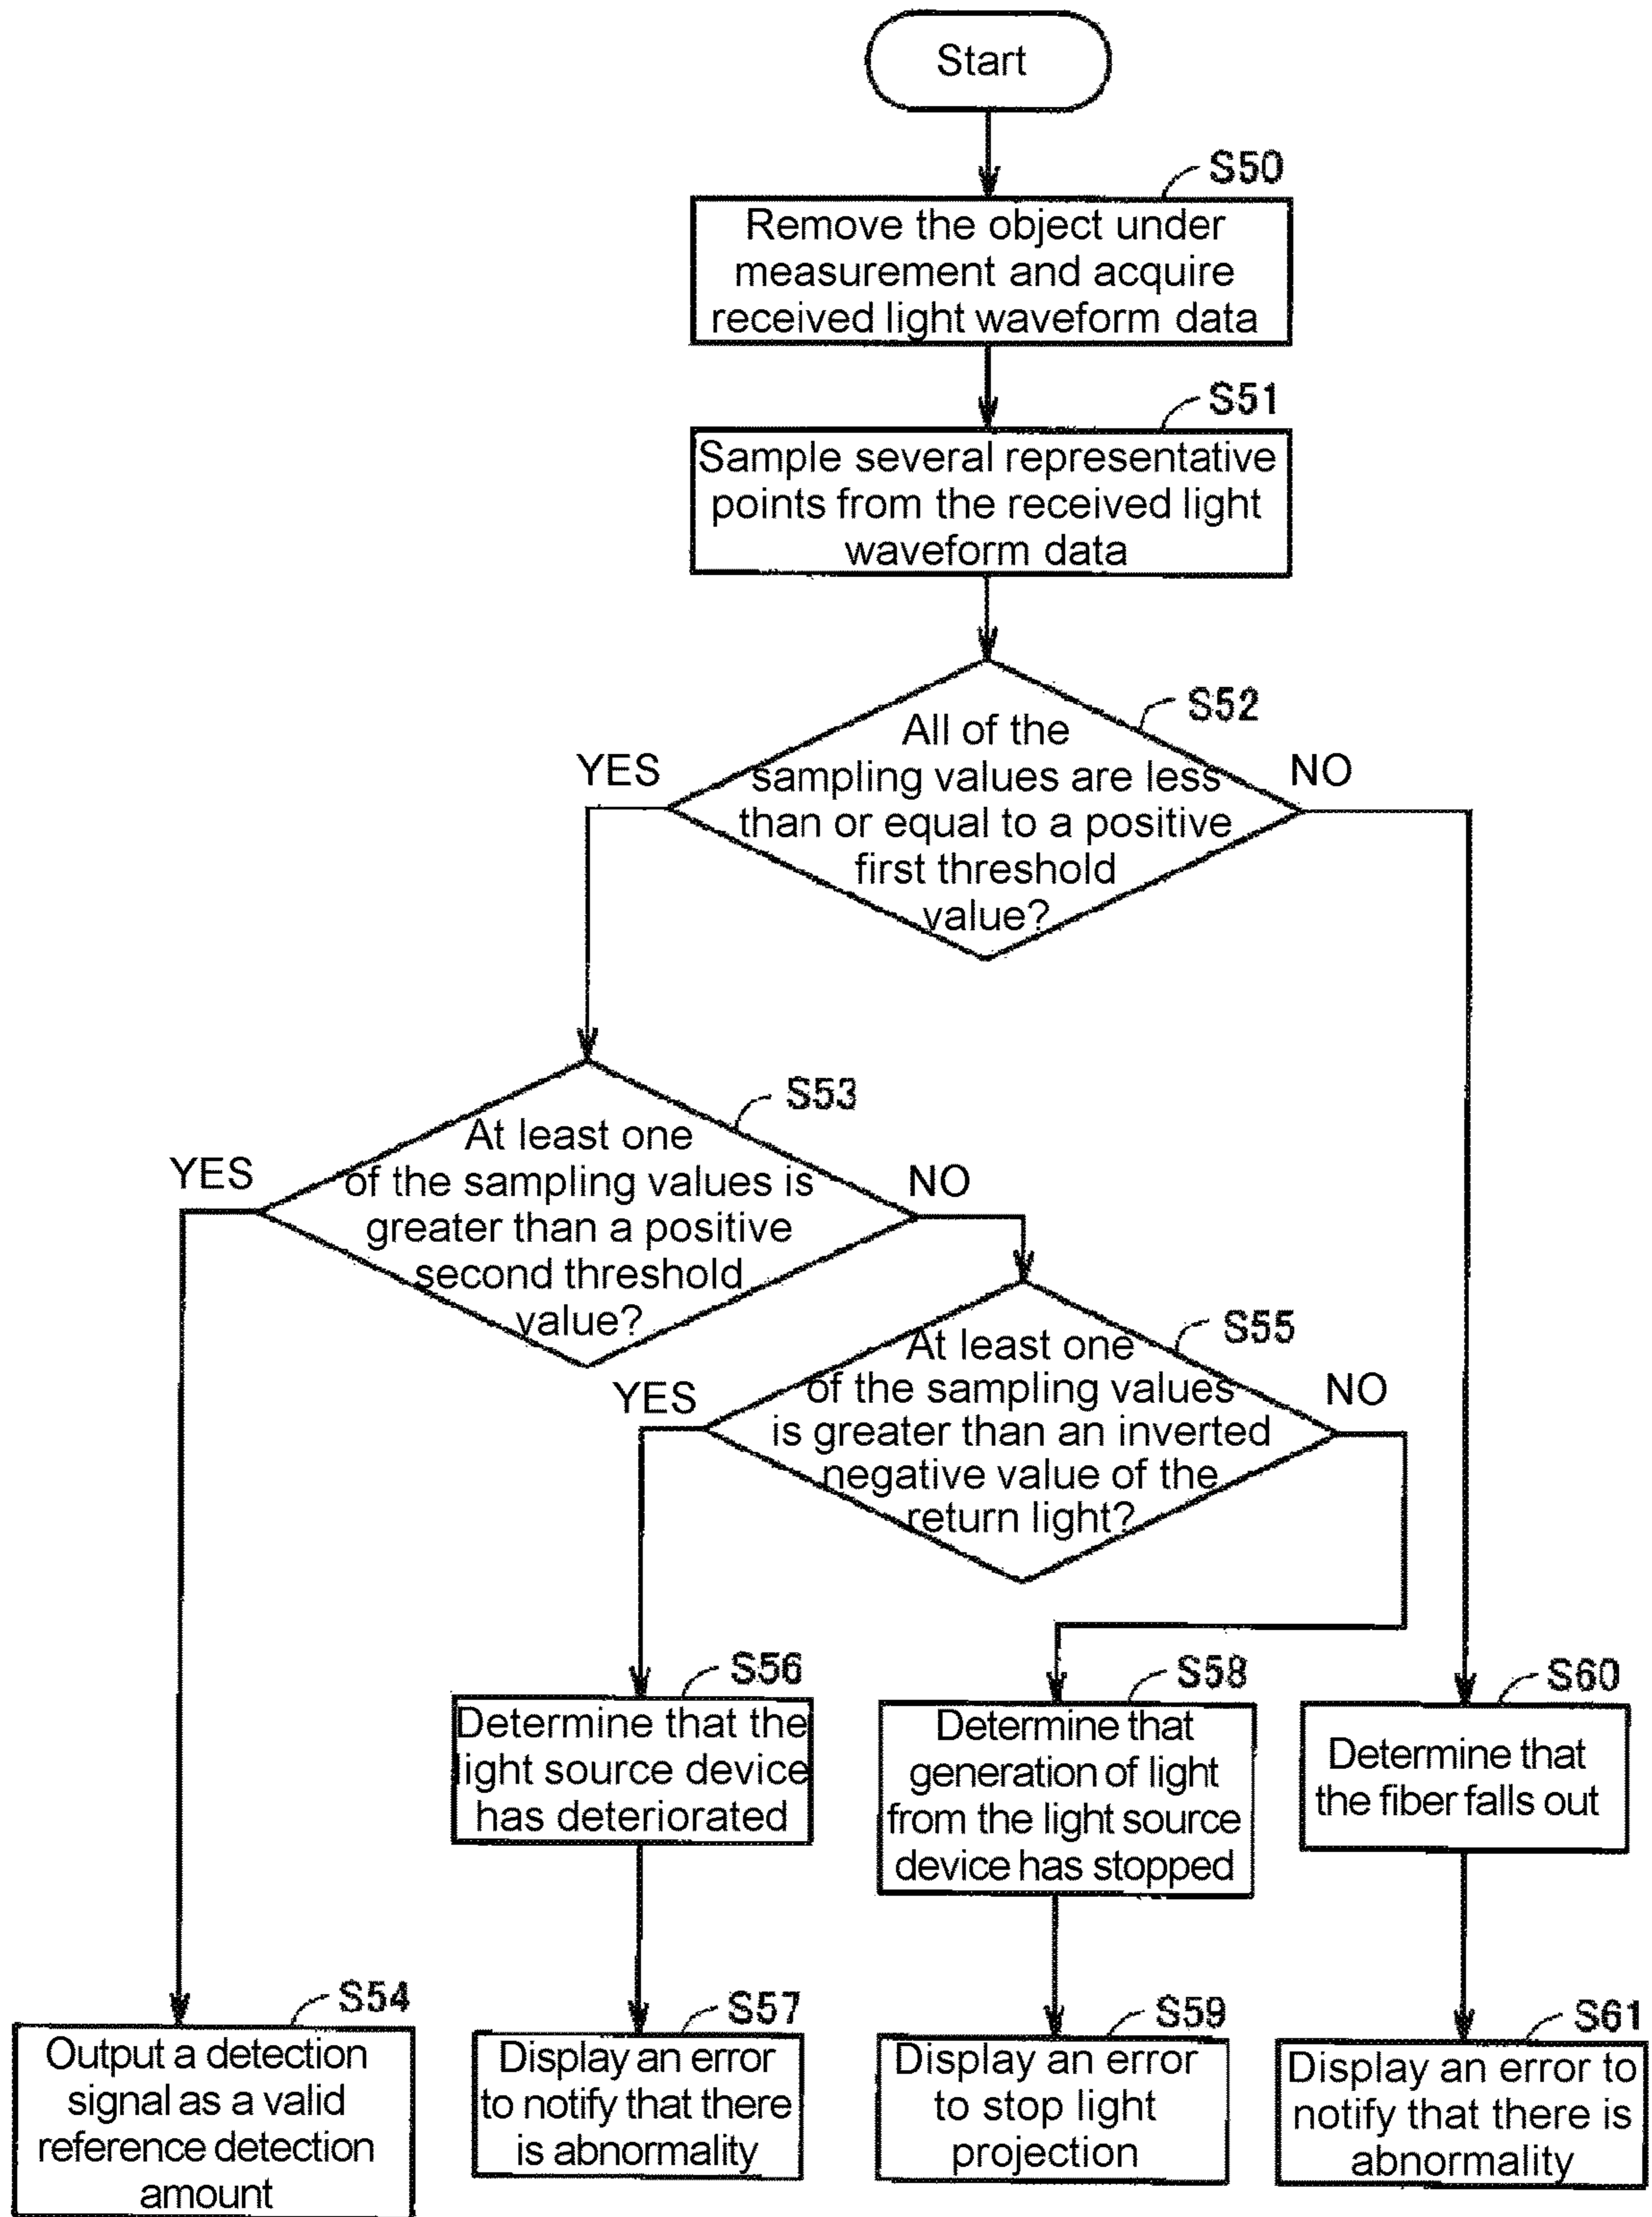 Start
S50
Remove the object under
measurement and acquire
received light waveform data
S51
Sample several representative
points from the received light
waveform data
S52
All of the
sampling values are less
than or equal to a positive
first threshold
value?
YES
NO
S53
At least one
of the sampling values is
greater than a positive
second threshold
value?
YES
NO
S55
At least one
of the sampling values
is greater than an inverted
negative value of the
return light?
YES
NO
S56
Determine that the
light source device
has deteriorated
S58
Determine that
generation of light
from the light source
device has stopped
S60
Determine that
the fiber falls out
S54
Output a detection
signal as a valid
reference detection
amount
S57
Display an error
to notify that there
is abnormality
S59
Display an error
to stop light
projection
S61
Display an error to
notify that there is
abnormality